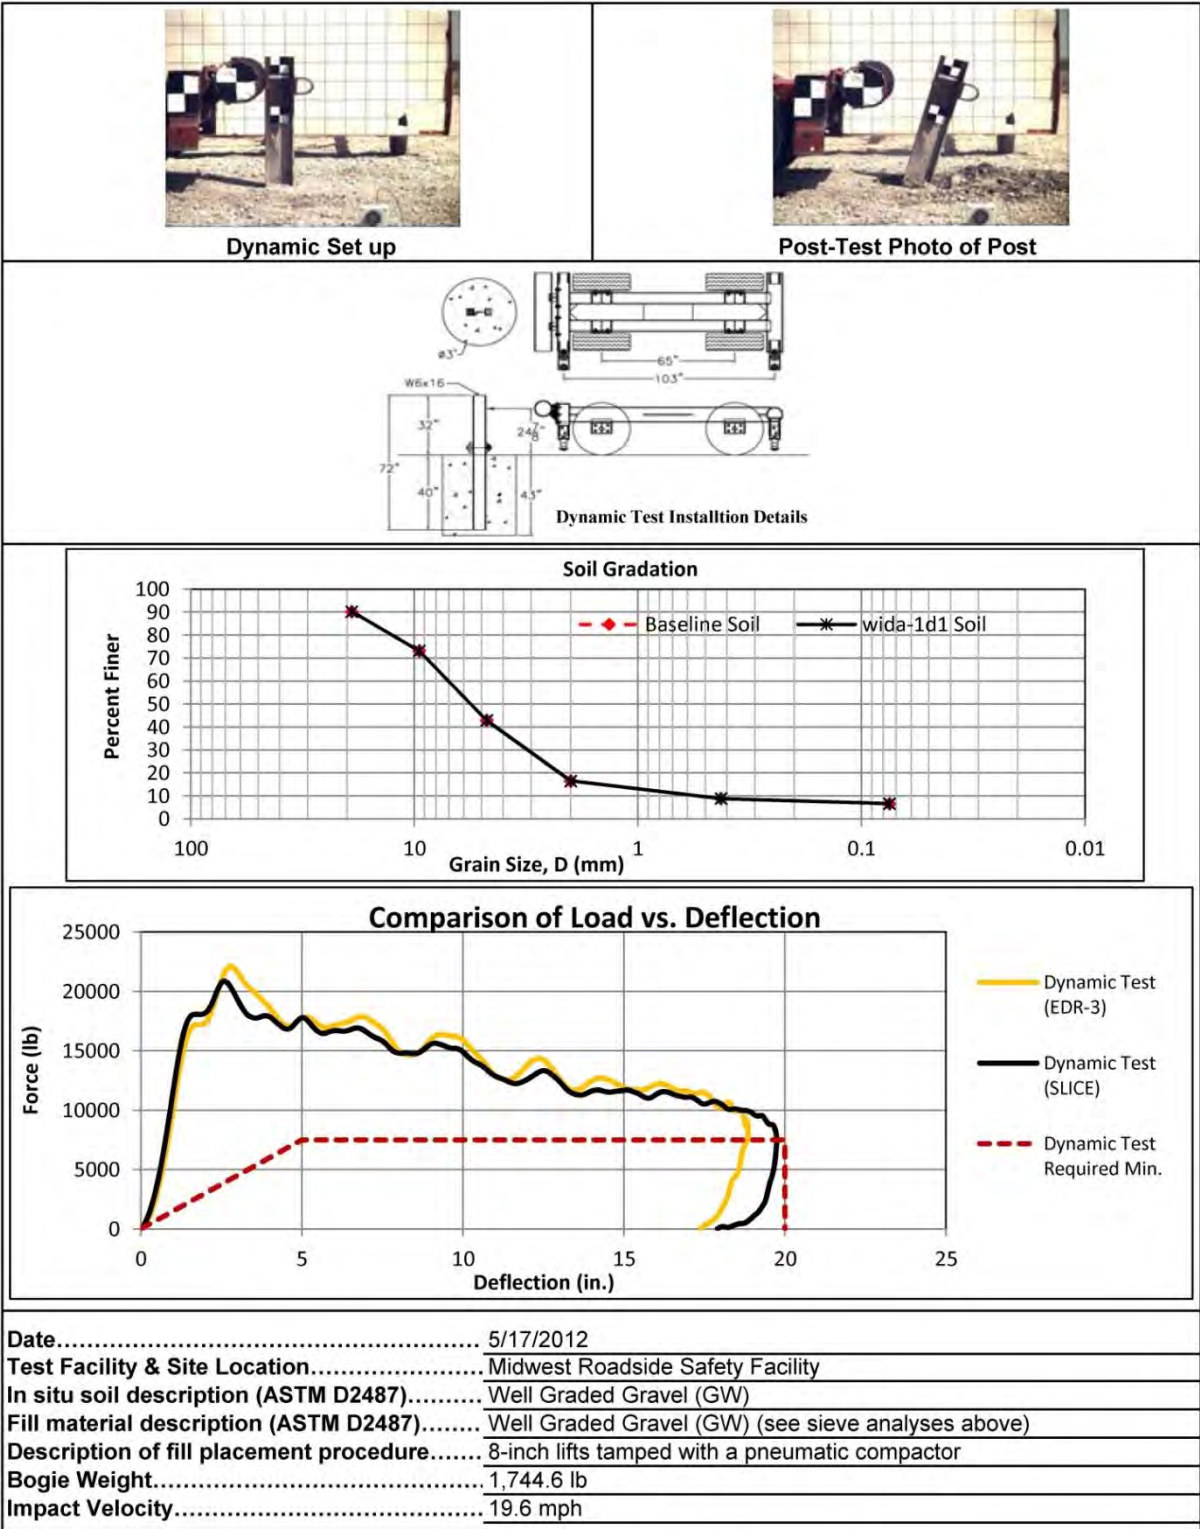 Dynamic Set up
Post-Test Photo of Post
ø3'
65"
103"
W6x16
32"
24 7/8"
72"
40"
43"
Dynamic Test Installtion Details
Soil Gradation
100
90
80
70
60
50
40
30
20
10
0
Percent Finer
Baseline Soil
wida-1d1 Soil
100 10 1 0.1 0.01
Grain Size, D (mm)
Comparison of Load vs. Deflection
25000
20000
15000
10000
5000
0
Force (lb)
0 5 10 15 20 25
Deflection (in.)
Dynamic Test
(EDR-3)
Dynamic Test
(SLICE)
Dynamic Test
Required Min.
Date.................................................... 5/17/2012
Test Facility & Site Location..................... Midwest Roadside Safety Facility
In situ soil description (ASTM D2487).......... Well Graded Gravel (GW)
Fill material description (ASTM D2487)....... Well Graded Gravel (GW) (see sieve analyses above)
Description of fill placement procedure....... 8-inch lifts tamped with a pneumatic compactor
Bogie Weight........................................ 1,744.6 lb
Impact Velocity..................................... 19.6 mph